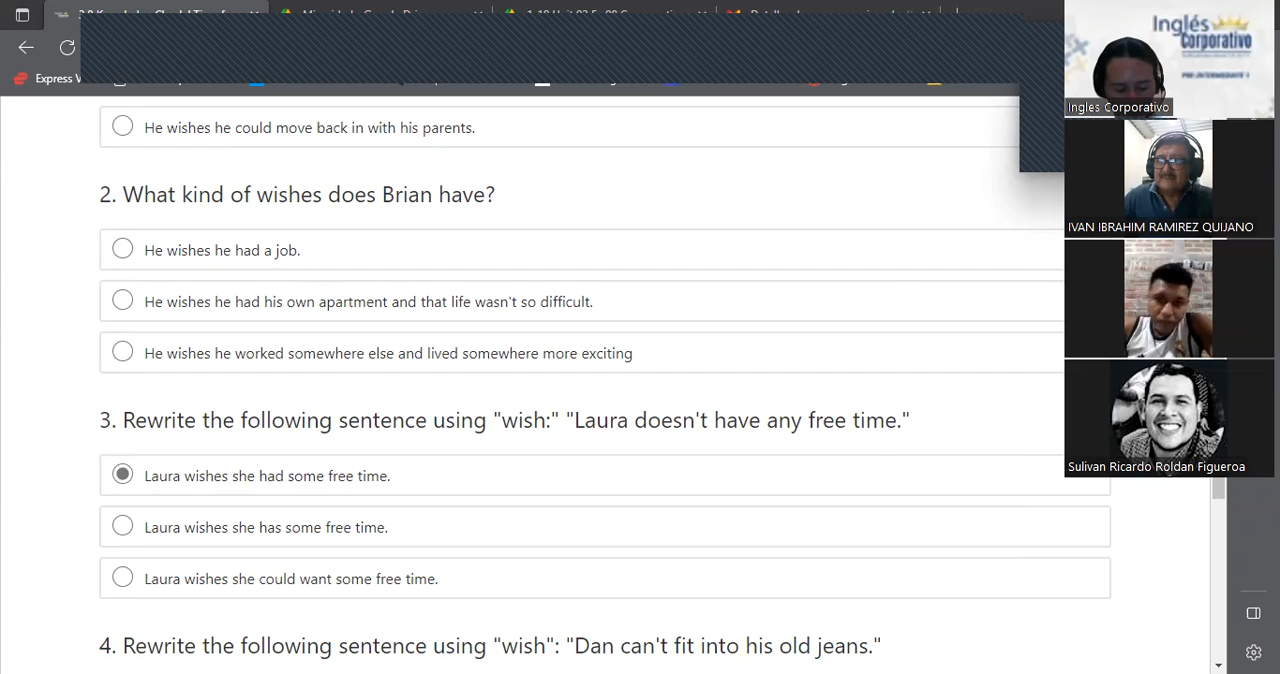 Express V
He wishes he could move back in with his parents.
2. What kind of wishes does Brian have?
He wishes he had a job.
He wishes he had his own apartment and that life wasn't so difficult.
He wishes he worked somewhere else and lived somewhere more exciting
3. Rewrite the following sentence using "wish:" "Laura doesn't have any free time."
Laura wishes she had some free time.
Laura wishes she has some free time.
Laura wishes she could want some free time.
4. Rewrite the following sentence using "wish": "Dan can't fit into his old jeans."
Inglés
Corporativo
PRE-INTERMEDIATE 1
Ingles Corporativo
IVAN IBRAHIM RAMIREZ QUIJANO
Sulivan Ricardo Roldan Figueroa